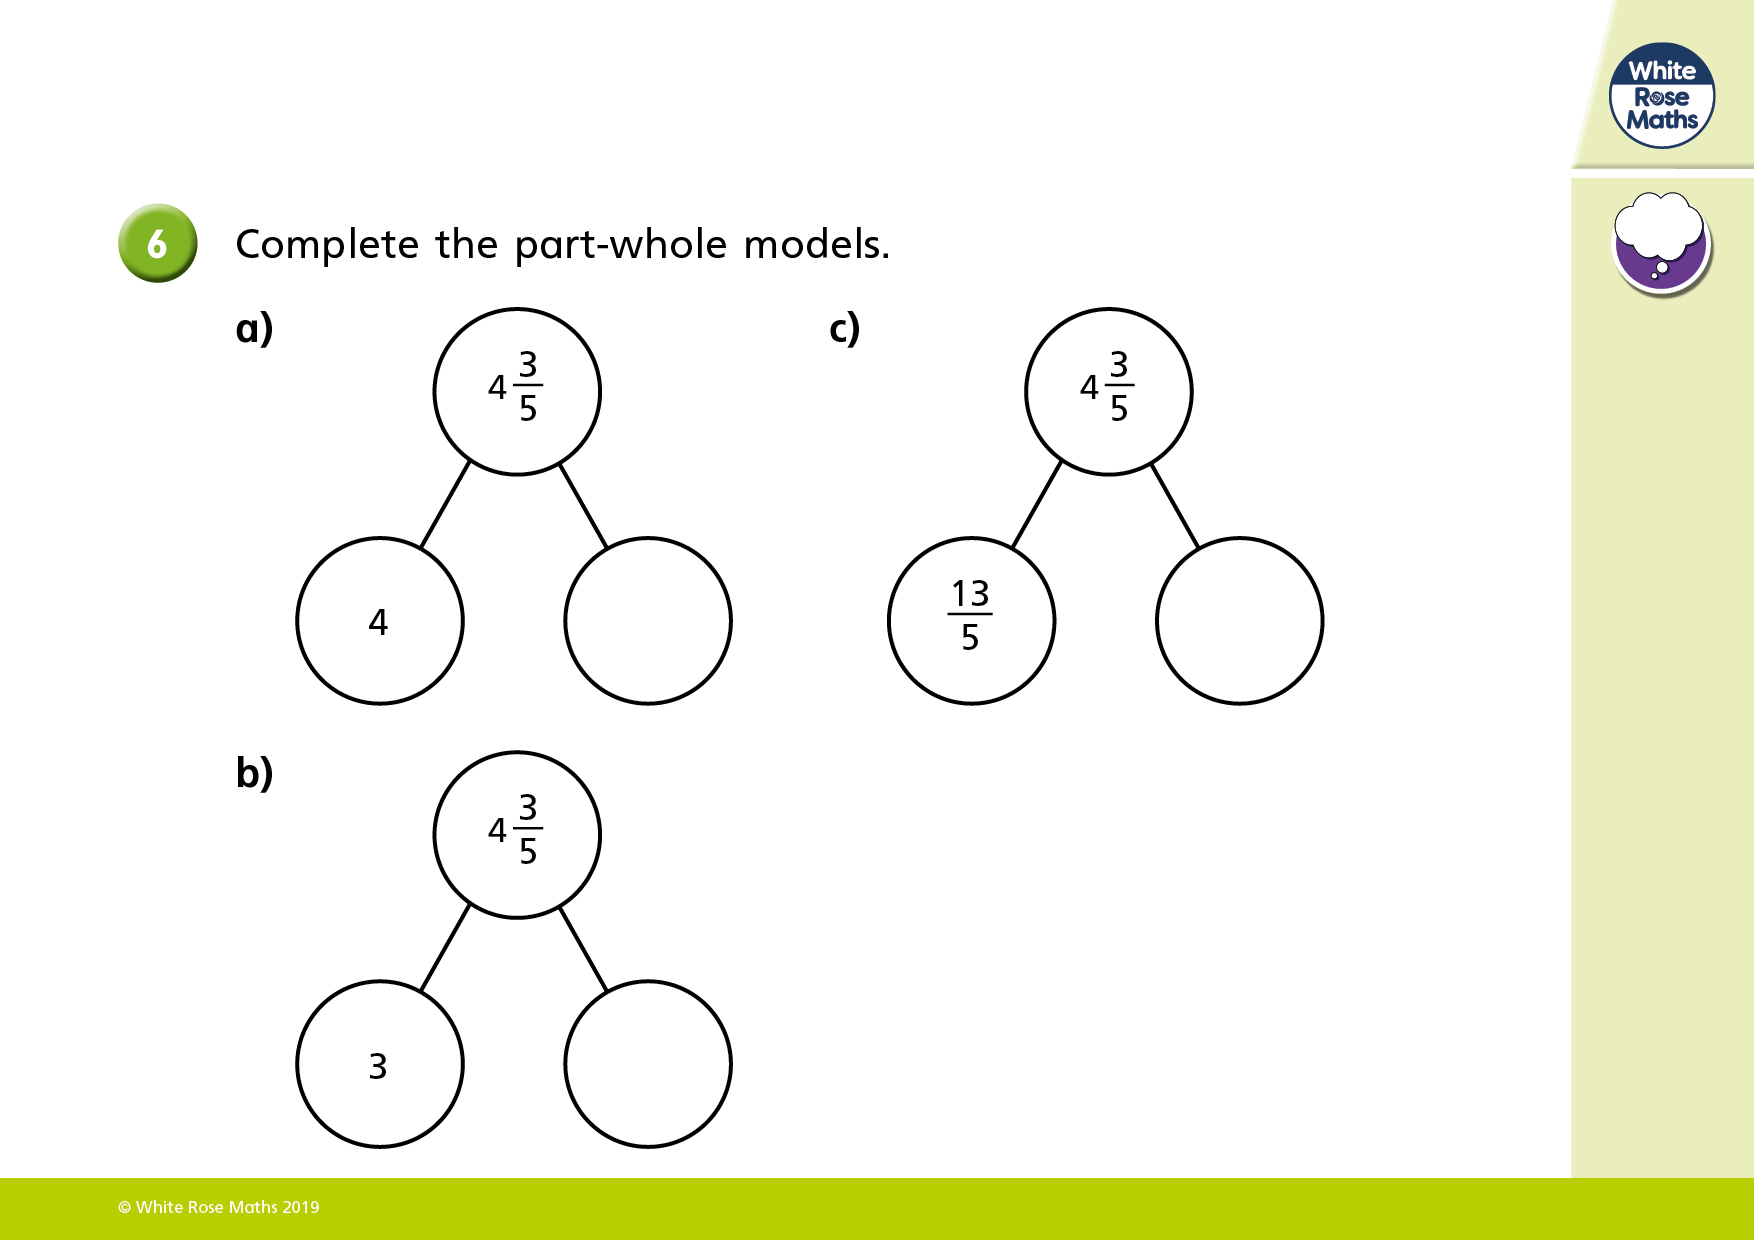 White
Rose
Maths
6 Complete the part-whole models.
a)
4 3/5
4
c)
4 3/5
13/5
b)
4 3/5
3
© White Rose Maths 2019